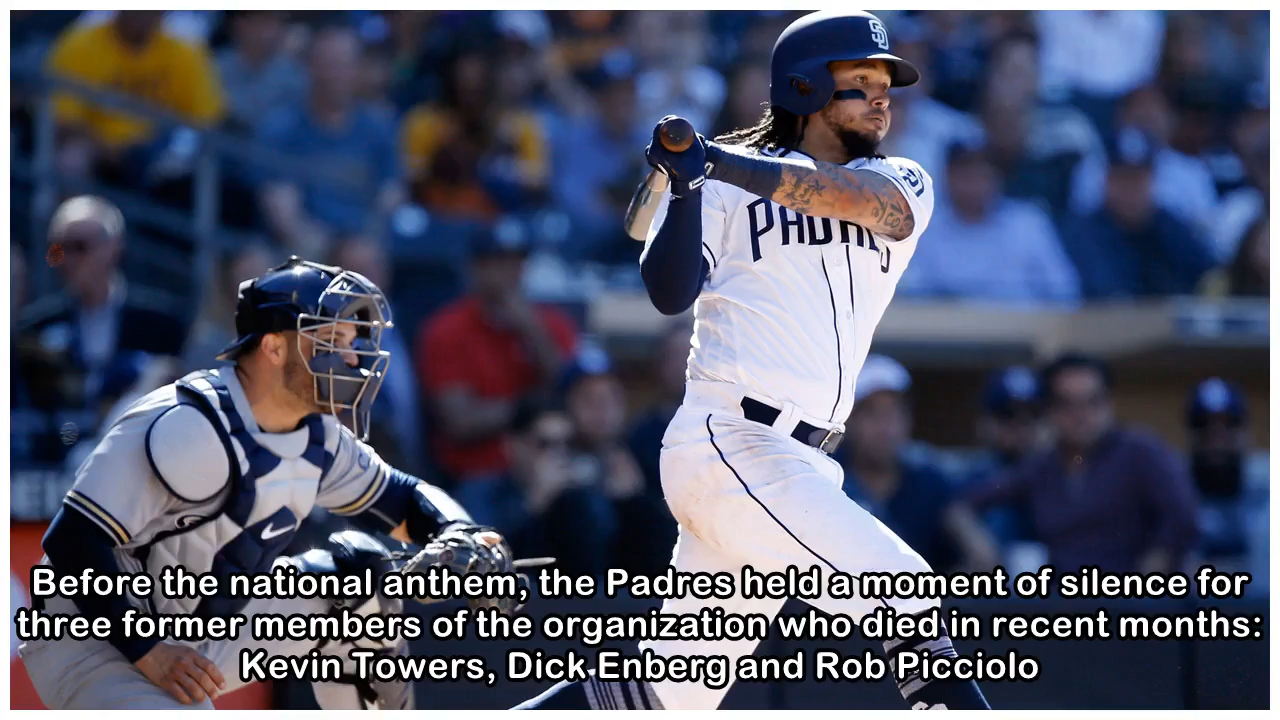 SD
PADRES
Before the national anthem, the Padres held a moment of silence for
three former members of the organization who died in recent months:
Kevin Towers, Dick Enberg and Rob Picciolo